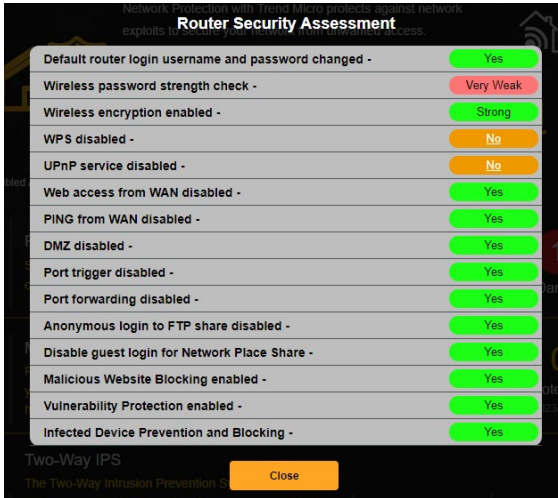 Network Protection with Trend Micro protects against network
Router Security Assessment
exploits to secure your network from unwanted access.
Default router login username and password changed - Yes
Wireless password strength check - Very Weak
Wireless encryption enabled - Strong
WPS disabled - No
UPnP service disabled - No
Web access from WAN disabled - Yes
PING from WAN disabled - Yes
DMZ disabled - Yes
Port trigger disabled - Yes
Port forwarding disabled - Yes
Anonymous login to FTP share disabled - Yes
Disable guest login for Network Place Share - Yes
Malicious Website Blocking enabled - Yes
Vulnerability Protection enabled - Yes
Infected Device Prevention and Blocking - Yes
Two-Way IPS
Close
The Two-Way Intrusion Prevention